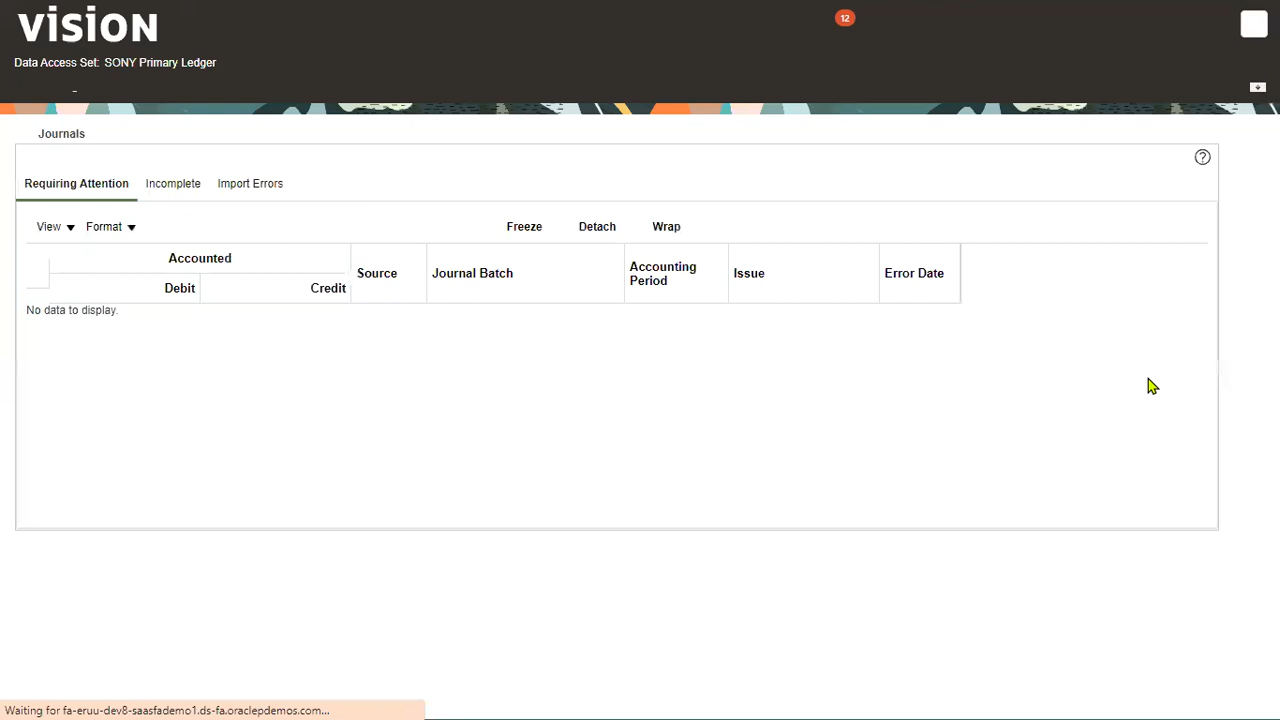 vision
12
Data Access Set: SONY Primary Ledger
Journals
?
Requiring Attention Incomplete Import Errors
View Format Freeze Detach Wrap
Accounted
Debit Credit Source Journal Batch Accounting Period Issue Error Date
No data to display.
Waiting for fa-eruu-dev8-saasfademo1.ds-fa.oraclepdemos.com...